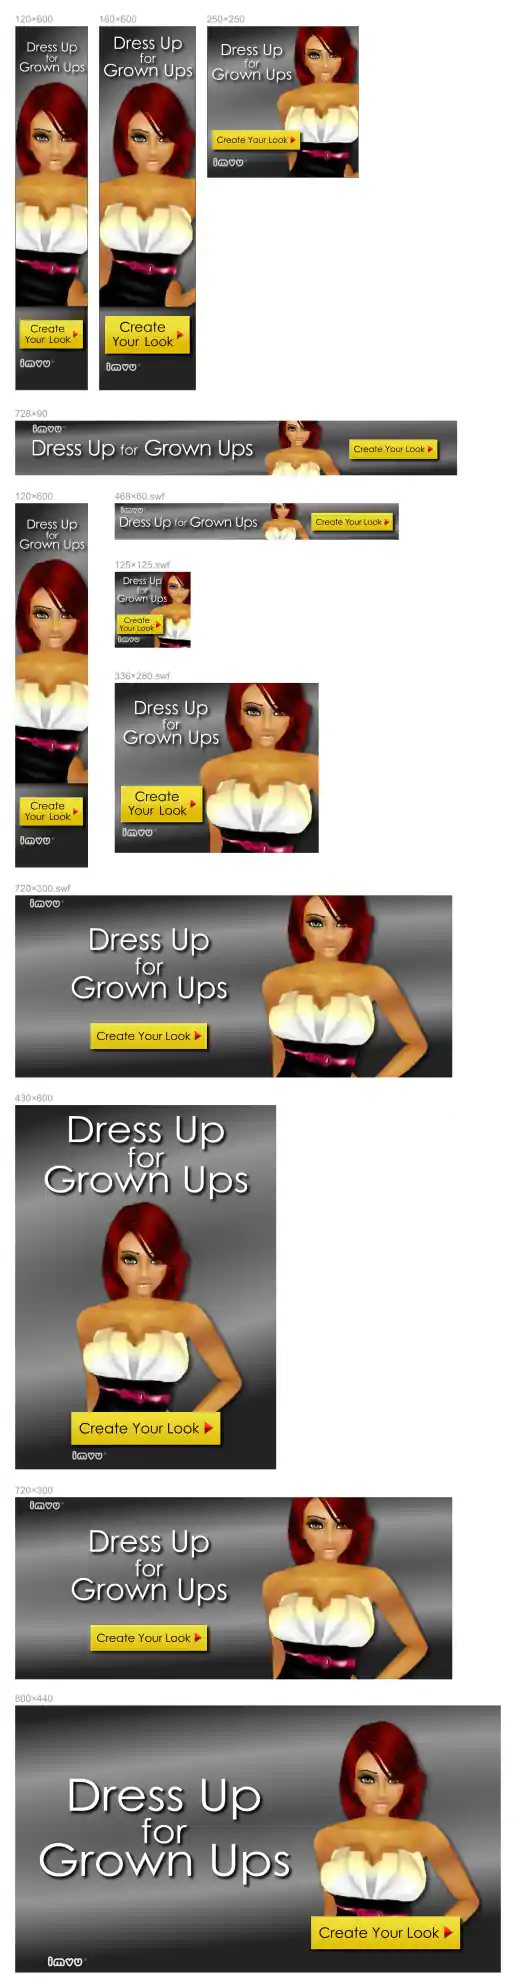 120×600
160×600
250×250
Dress Up
for
Grown Ups
Create
Your Look
imvu
Dress Up
for
Grown Ups
Create
Your Look
imvu
Dress Up
for
Grown Ups
Create Your Look
imvu
728×90
imvu
Dress Up for Grown Ups
Create Your Look
120×600
Dress Up
for
Grown Ups
Create
Your Look
imvu
468×60.swf
imvu
Dress Up for Grown Ups
Create Your Look
125×125.swf
Dress Up
for
Grown Ups
Create
Your Look
imvu
336×280.swf
Dress Up
for
Grown Ups
Create
Your Look
imvu
720×300.swf
imvu
Dress Up
for
Grown Ups
Create Your Look
430×600
Dress Up
for
Grown Ups
Create Your Look
imvu
720×300
imvu
Dress Up
for
Grown Ups
Create Your Look
800×440
Dress Up
for
Grown Ups
Create Your Look
imvu